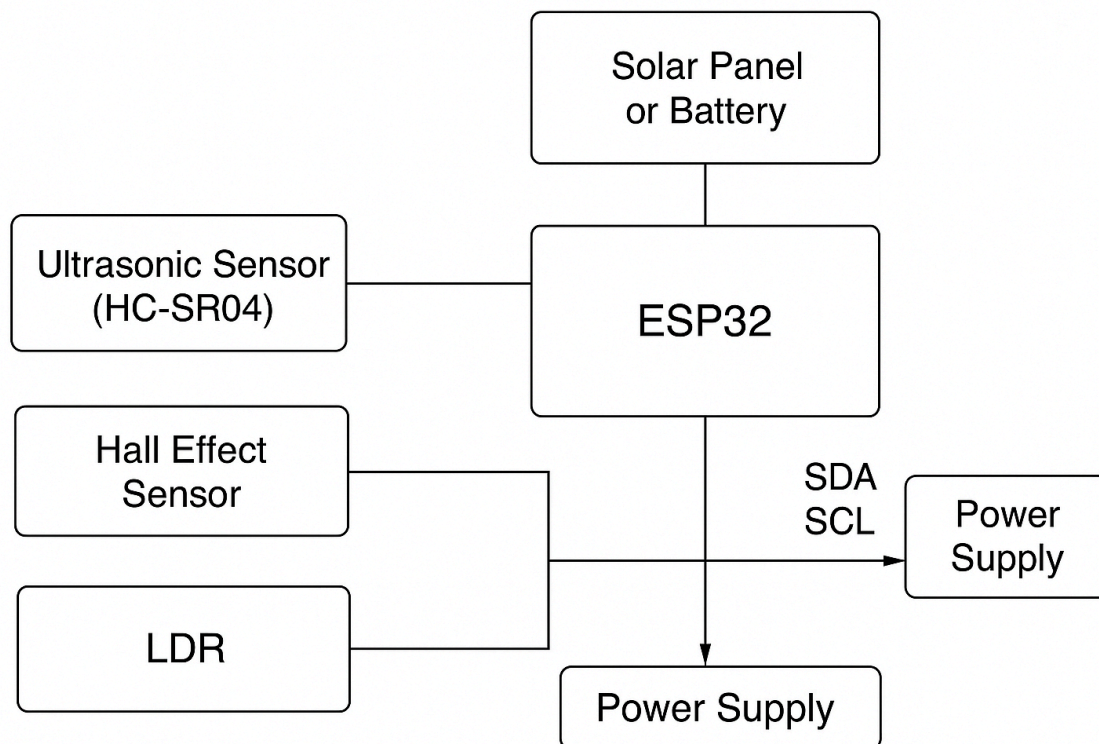 Solar Panel
or Battery
Ultrasonic Sensor
(HC-SR04)
ESP32
Hall Effect
Sensor
SDA
SCL
Power
Supply
LDR
Power Supply